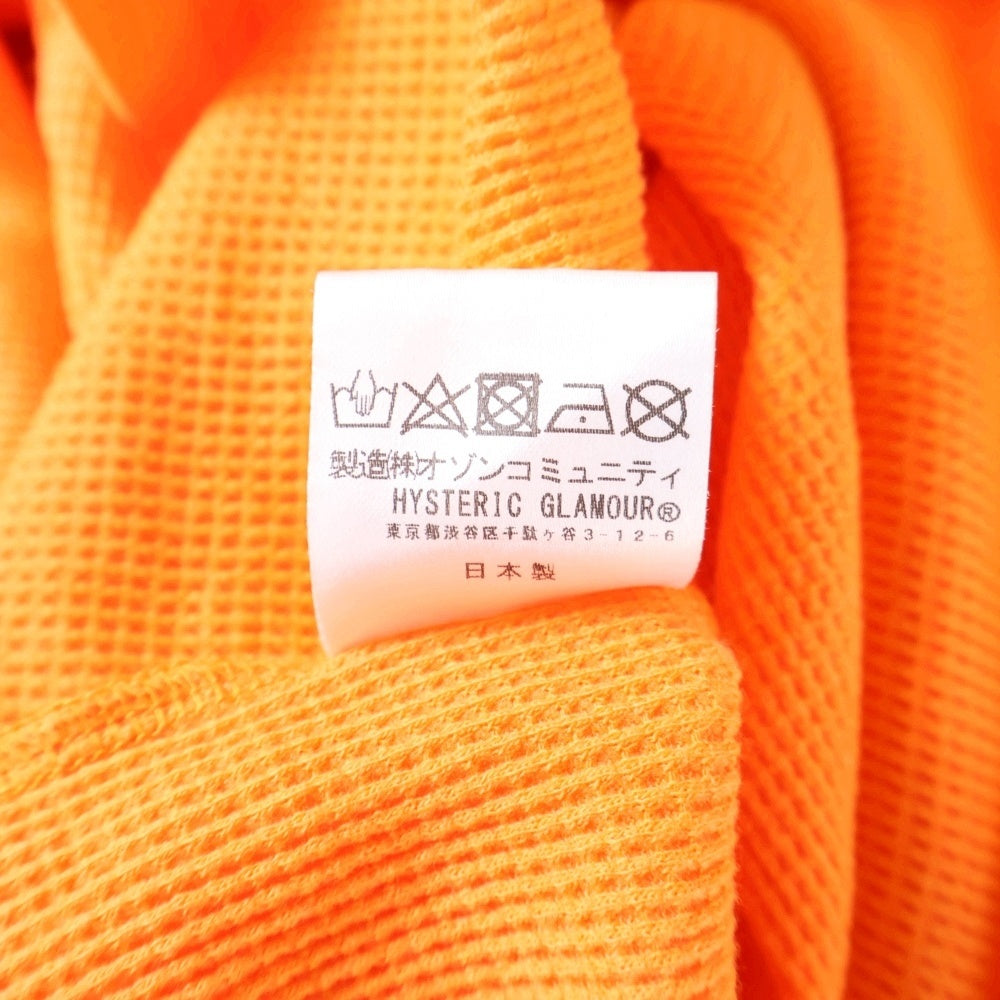 製造(株)オゾンコミュニティ
HYSTERIC GLAMOUR®
東京都渋谷区千駄ヶ谷3-12-6
日本製